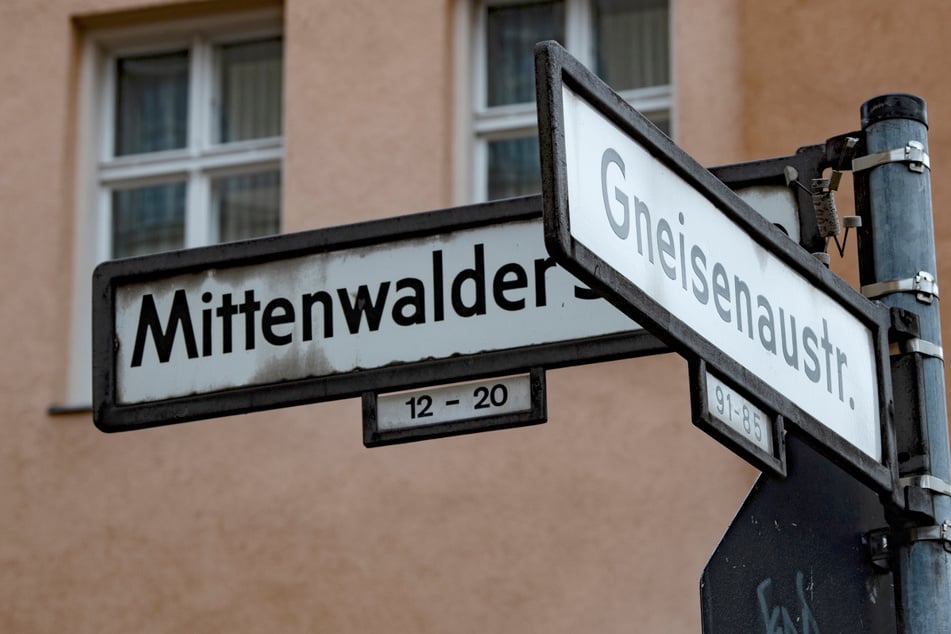 Mittenwalder
12 - 20
Gneisenaustr.
91-85